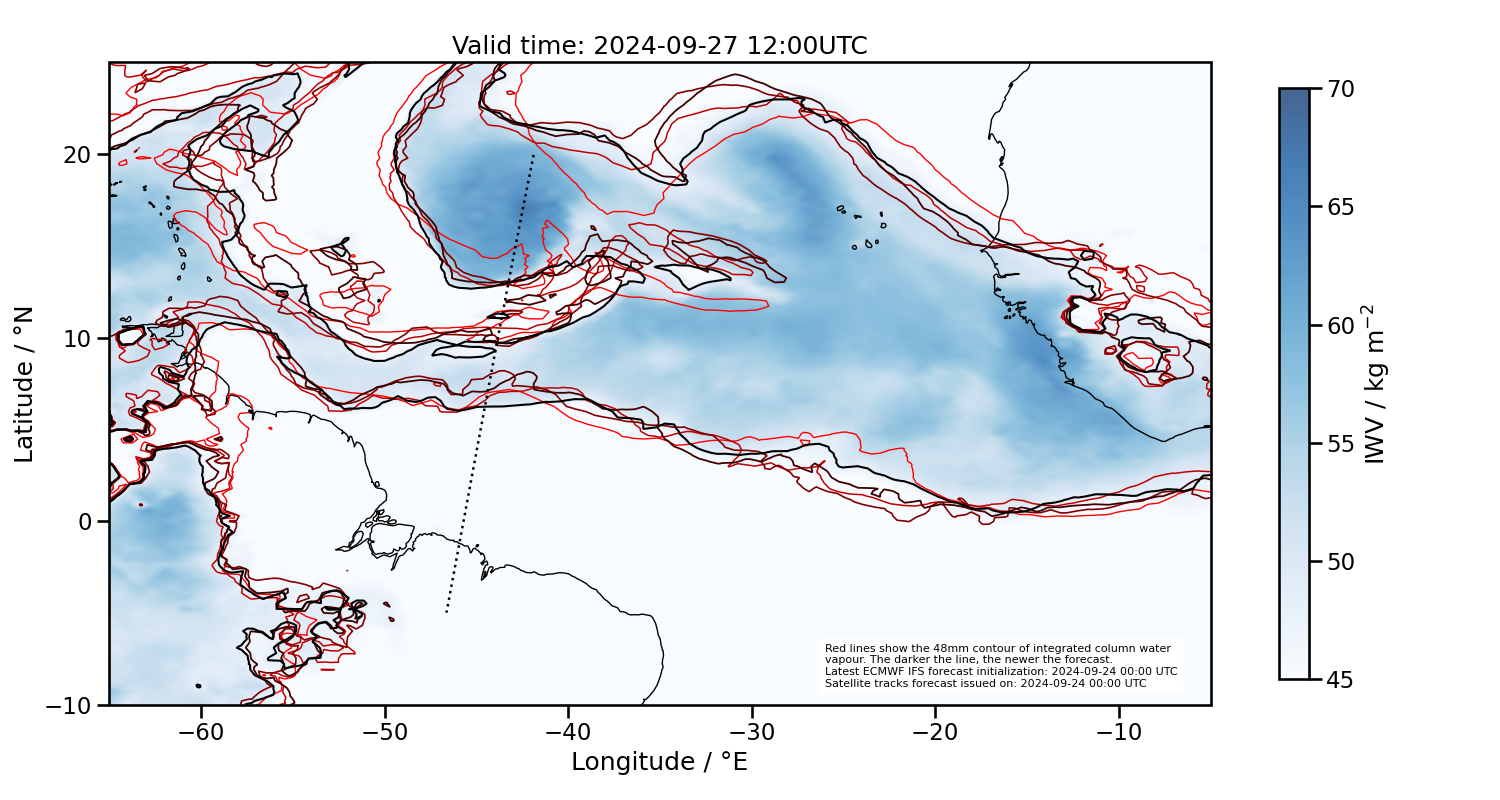 Valid time: 2024-09-27 12:00UTC
Latitude / °N
20
10
0
−10
−60
−50
−40
−30
−20
−10
Longitude / °E
Red lines show the 48mm contour of integrated column water
vapour. The darker the line, the newer the forecast.
Latest ECMWF IFS forecast initialization: 2024-09-24 00:00 UTC
Satellite tracks forecast issued on: 2024-09-24 00:00 UTC
70
65
60
55
50
45
IWV / kg m⁻²